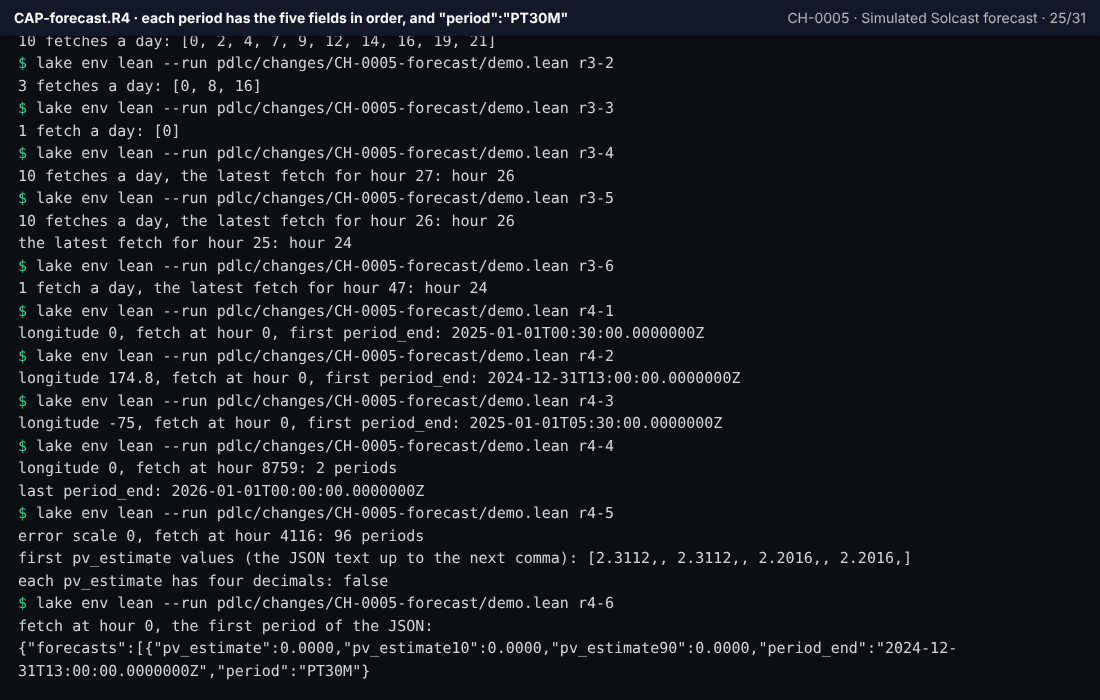 CAP-forecast.R4 · each period has the five fields in order, and "period":"PT30M"
CH-0005 · Simulated Solcast forecast · 25/31
10 fetches a day: [0, 2, 4, 7, 9, 12, 14, 16, 19, 21]
$ lake env lean --run pdlc/changes/CH-0005-forecast/demo.lean r3-2
3 fetches a day: [0, 8, 16]
$ lake env lean --run pdlc/changes/CH-0005-forecast/demo.lean r3-3
1 fetch a day: [0]
$ lake env lean --run pdlc/changes/CH-0005-forecast/demo.lean r3-4
10 fetches a day, the latest fetch for hour 27: hour 26
$ lake env lean --run pdlc/changes/CH-0005-forecast/demo.lean r3-5
10 fetches a day, the latest fetch for hour 26: hour 26
the latest fetch for hour 25: hour 24
$ lake env lean --run pdlc/changes/CH-0005-forecast/demo.lean r3-6
1 fetch a day, the latest fetch for hour 47: hour 24
$ lake env lean --run pdlc/changes/CH-0005-forecast/demo.lean r4-1
longitude 0, fetch at hour 0, first period_end: 2025-01-01T00:30:00.0000000Z
$ lake env lean --run pdlc/changes/CH-0005-forecast/demo.lean r4-2
longitude 174.8, fetch at hour 0, first period_end: 2024-12-31T13:00:00.0000000Z
$ lake env lean --run pdlc/changes/CH-0005-forecast/demo.lean r4-3
longitude -75, fetch at hour 0, first period_end: 2025-01-01T05:30:00.0000000Z
$ lake env lean --run pdlc/changes/CH-0005-forecast/demo.lean r4-4
longitude 0, fetch at hour 8759: 2 periods
last period_end: 2026-01-01T00:00:00.0000000Z
$ lake env lean --run pdlc/changes/CH-0005-forecast/demo.lean r4-5
error scale 0, fetch at hour 4116: 96 periods
first pv_estimate values (the JSON text up to the next comma): [2.3112,, 2.3112,, 2.2016,, 2.2016,]
each pv_estimate has four decimals: false
$ lake env lean --run pdlc/changes/CH-0005-forecast/demo.lean r4-6
fetch at hour 0, the first period of the JSON:
{"forecasts":[{"pv_estimate":0.0000,"pv_estimate10":0.0000,"pv_estimate90":0.0000,"period_end":"2024-12-
31T13:00:00.0000000Z","period":"PT30M"}